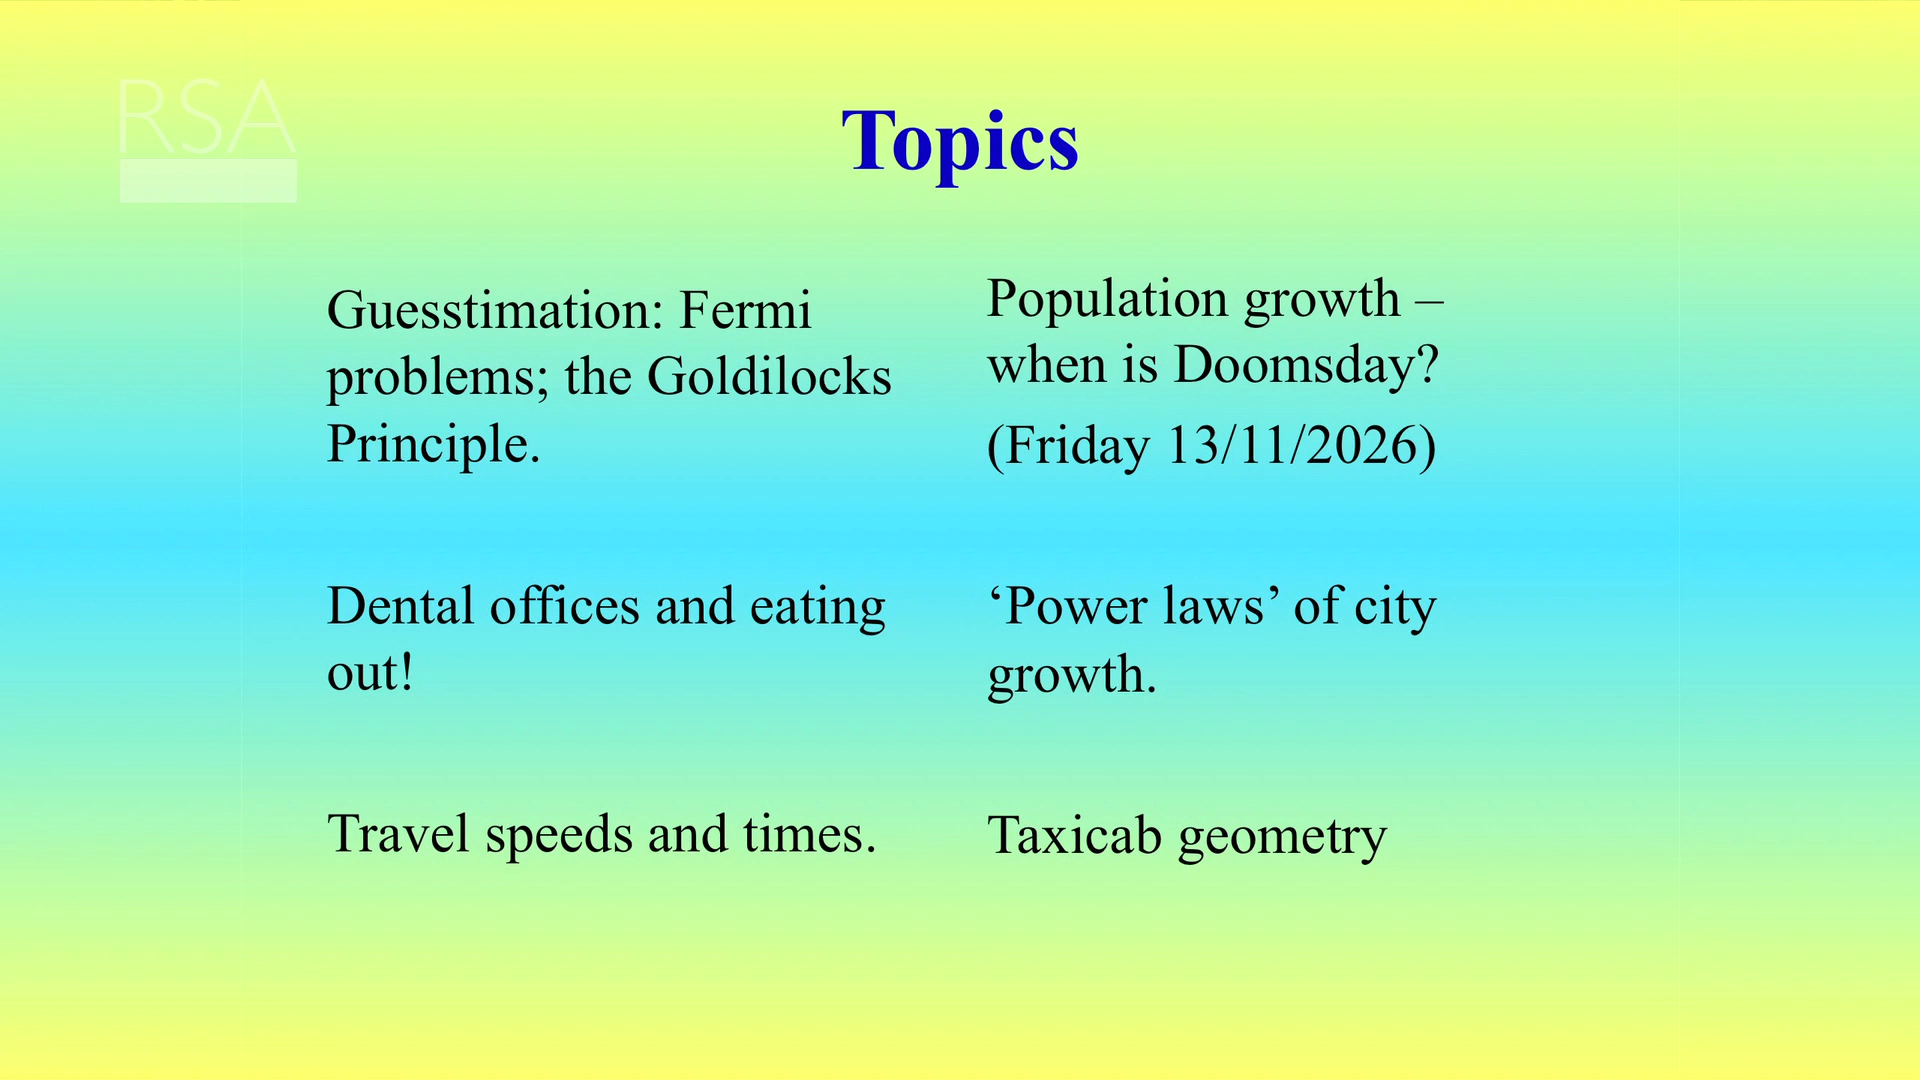 RSA
Topics
Guesstimation: Fermi
problems; the Goldilocks
Principle.
Dental offices and eating
out!
Travel speeds and times.
Population growth –
when is Doomsday?
(Friday 13/11/2026)
‘Power laws’ of city
growth.
Taxicab geometry